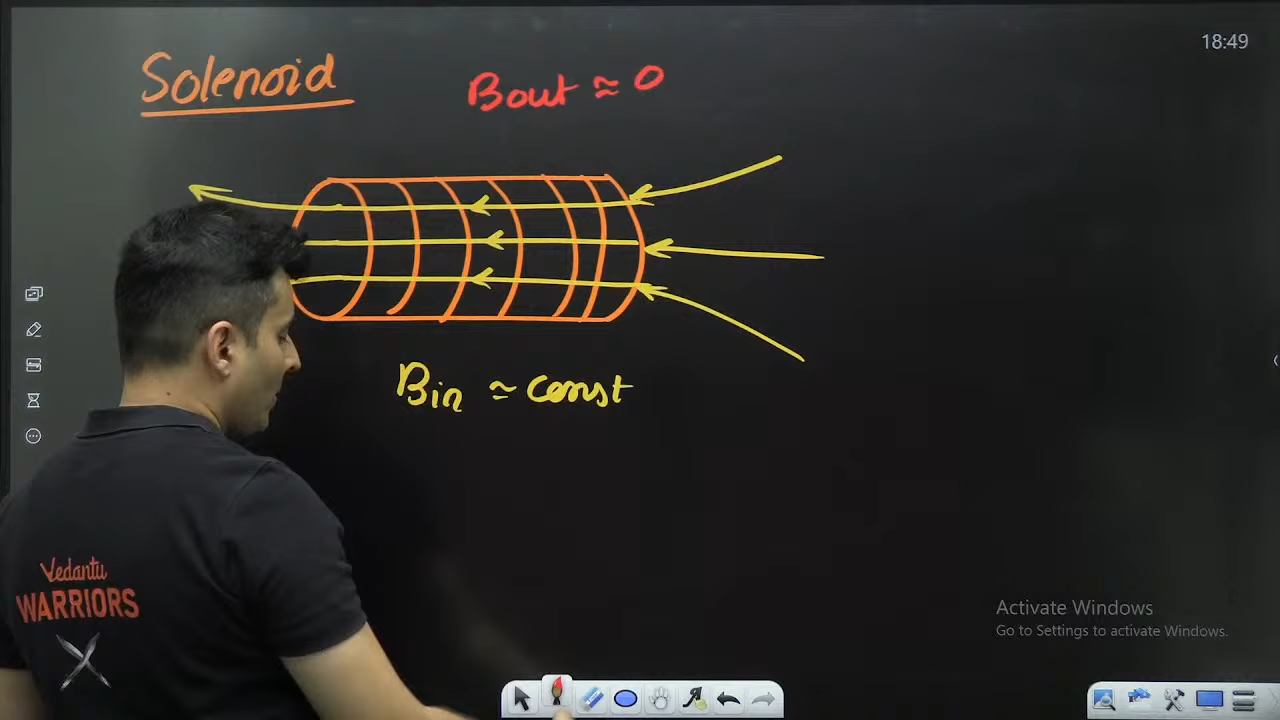 18:49
Solenoid
Bout ≈ 0
Bin ≈ const
Vedantu
WARRIORS
Activate Windows
Go to Settings to activate Windows.